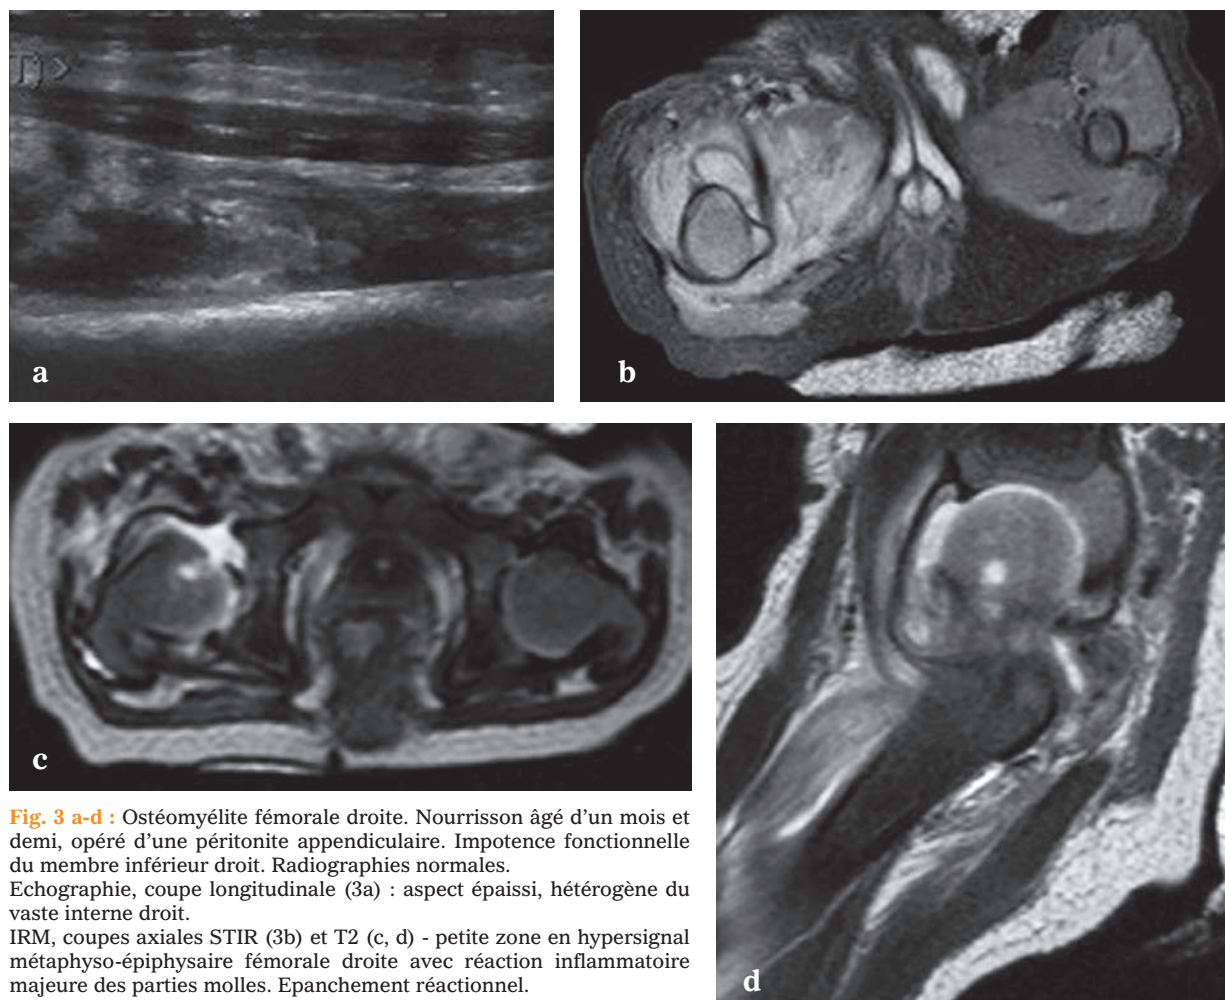 Tj>
a
b
c
d
Fig. 3 a-d : Ostéomyélite fémorale droite. Nourrisson âgé d'un mois et
demi, opéré d'une péritonite appendiculaire. Impotence fonctionnelle
du membre inférieur droit. Radiographies normales.
Echographie, coupe longitudinale (3a) : aspect épaissi, hétérogène du
vaste interne droit.
IRM, coupes axiales STIR (3b) et T2 (c, d) - petite zone en hypersignal
métaphyso-épiphysaire fémorale droite avec réaction inflammatoire
majeure des parties molles. Epanchement réactionnel.